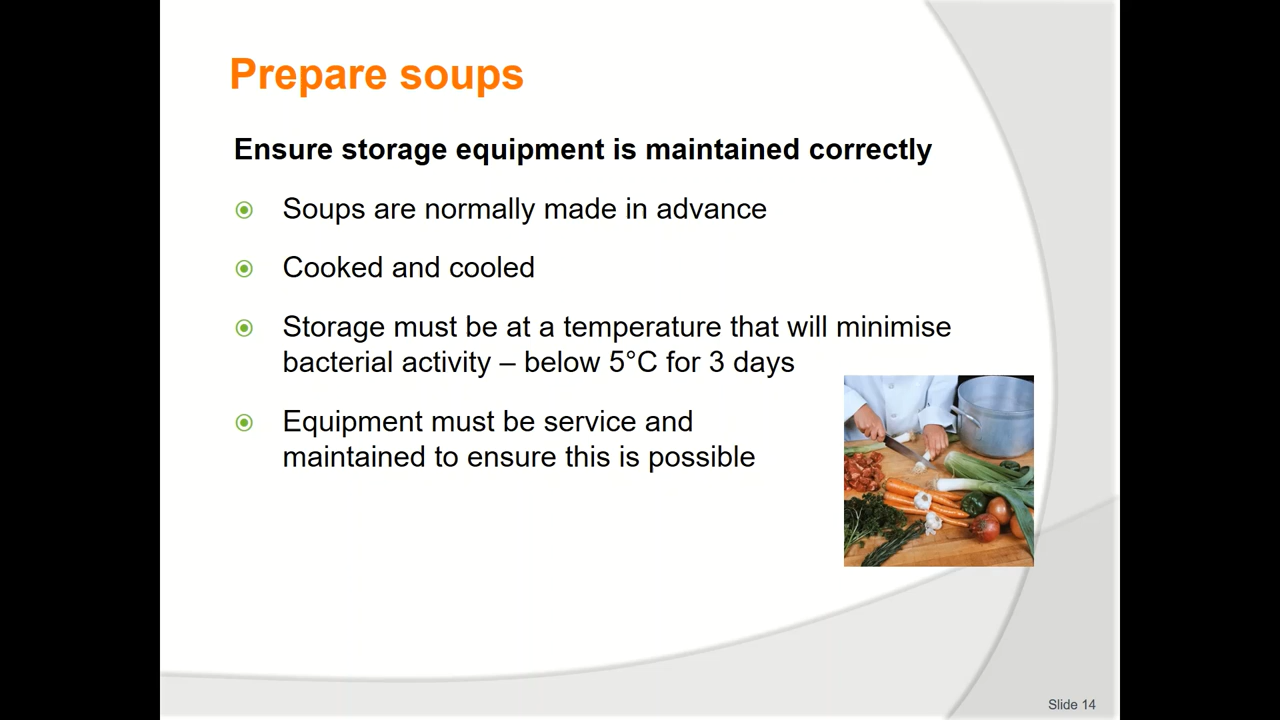 Prepare soups
Ensure storage equipment is maintained correctly
Soups are normally made in advance
Cooked and cooled
Storage must be at a temperature that will minimise
bacterial activity – below 5°C for 3 days
Equipment must be service and
maintained to ensure this is possible
Slide 14